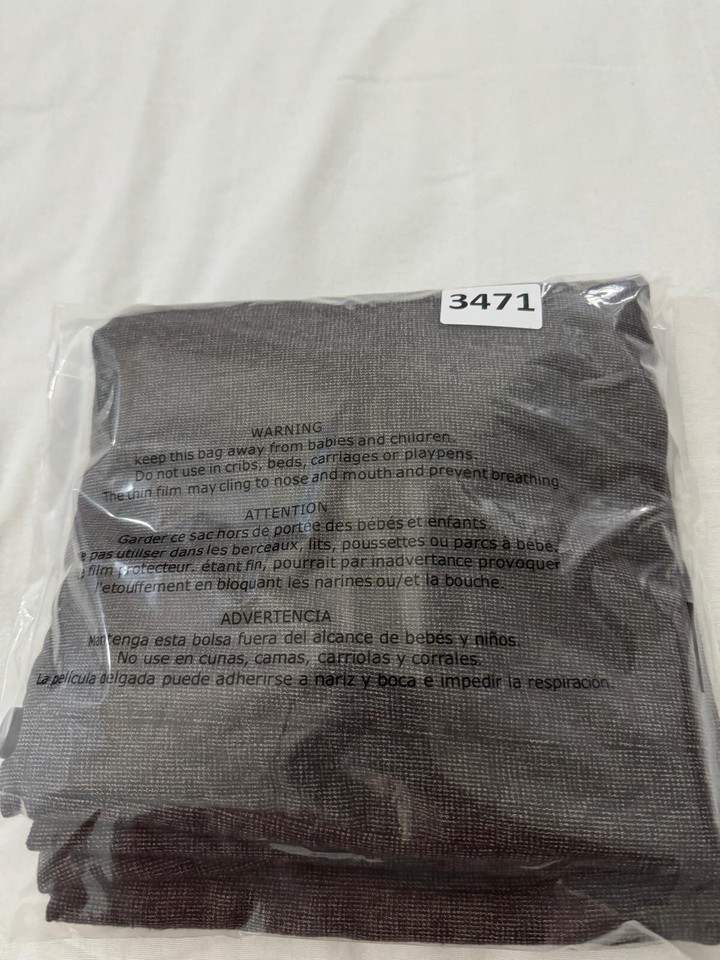 3471
WARNING
keep this bag away from babies and children.
Do not use in cribs, beds, carriages or playpens.
The thin film may cling to nose and mouth and prevent breathing
ATTENTION
Garder ce sac hors de portée des bébés et enfants
pas utiliser dans les berceaux, lits, poussettes ou parcs à bébé.
film protecteur. étant fin, pourrait par inadvertance provoquer
l'etouffement en bloquant les narines ou/et la bouche.
ADVERTENCIA
Mantenga esta bolsa fuera del alcance de bebés y niños.
No use en cunas, camas, carriolas y corrales.
La película delgada puede adherirse a nariz y boca e impedir la respiración.